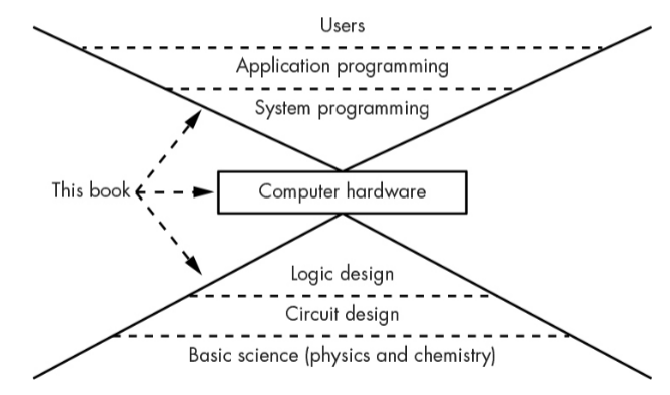 Users
Application programming
System programming
This book
Computer hardware
Logic design
Circuit design
Basic science (physics and chemistry)